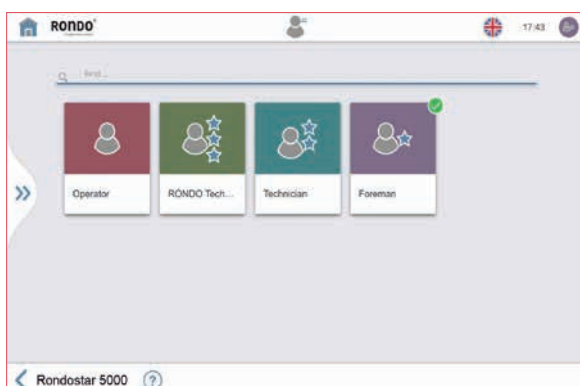 RONDO
17:43
find...
Operator
RONDO Tech...
Technician
Foreman
Rondostar 5000 ?